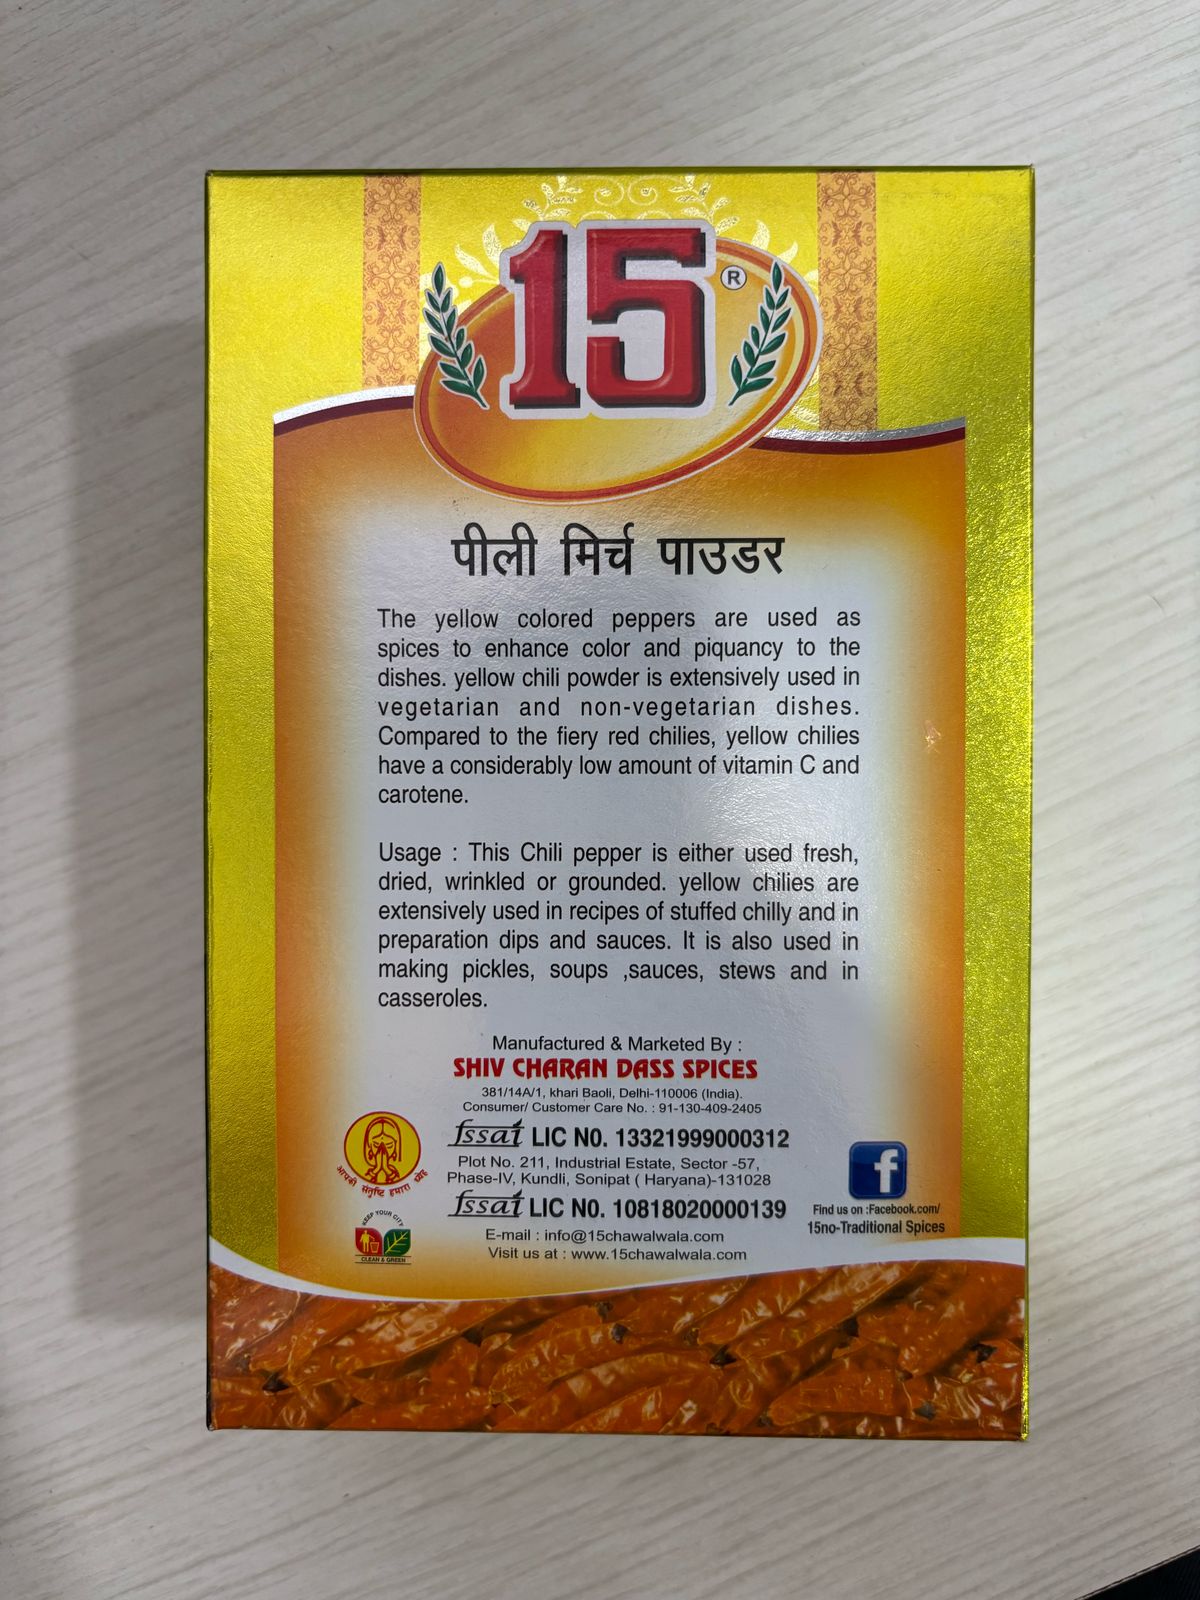 15®
पीली मिर्च पाउडर
The yellow colored peppers are used as
spices to enhance color and piquancy to the
dishes. yellow chili powder is extensively used in
vegetarian and non-vegetarian dishes.
Compared to the fiery red chilies, yellow chilies
have a considerably low amount of vitamin C and
carotene.
Usage : This Chili pepper is either used fresh,
dried, wrinkled or grounded. yellow chilies are
extensively used in recipes of stuffed chilly and in
preparation dips and sauces. It is also used in
making pickles, soups ,sauces, stews and in
casseroles.
Manufactured & Marketed By :
SHIV CHARAN DASS SPICES
381/14A/1, khari Baoli, Delhi-110006 (India).
Consumer/ Customer Care No. : 91-130-409-2405
fssai LIC N0. 13321999000312
Plot No. 211, Industrial Estate, Sector -57,
Phase-IV, Kundli, Sonipat ( Haryana)-131028
fssai LIC N0. 10818020000139
E-mail : info@15chawalwala.com
Visit us at : www.15chawalwala.com
आपकी संतुष्टि हमारा ध्येय
KEEP YOUR CITY
CLEAN & GREEN
f
Find us on :Facebook.com/
15no-Traditional Spices